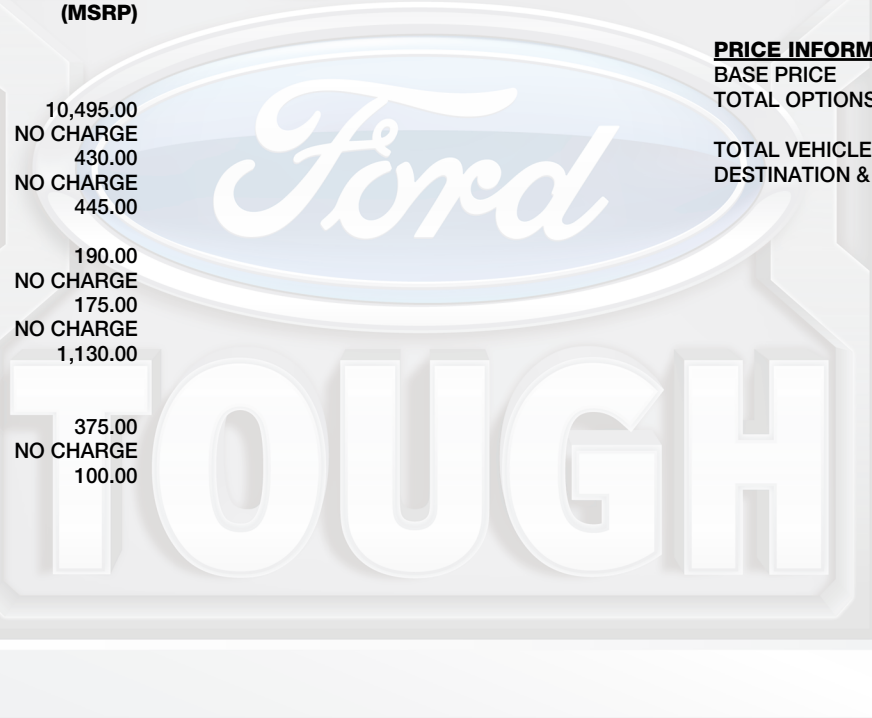 (MSRP)
10,495.00
NO CHARGE
430.00
NO CHARGE
445.00
190.00
NO CHARGE
175.00
NO CHARGE
1,130.00
375.00
NO CHARGE
100.00
PRICE INFORM
BASE PRICE
TOTAL OPTIONS
TOTAL VEHICLE
DESTINATION &
Ford
TOUGH